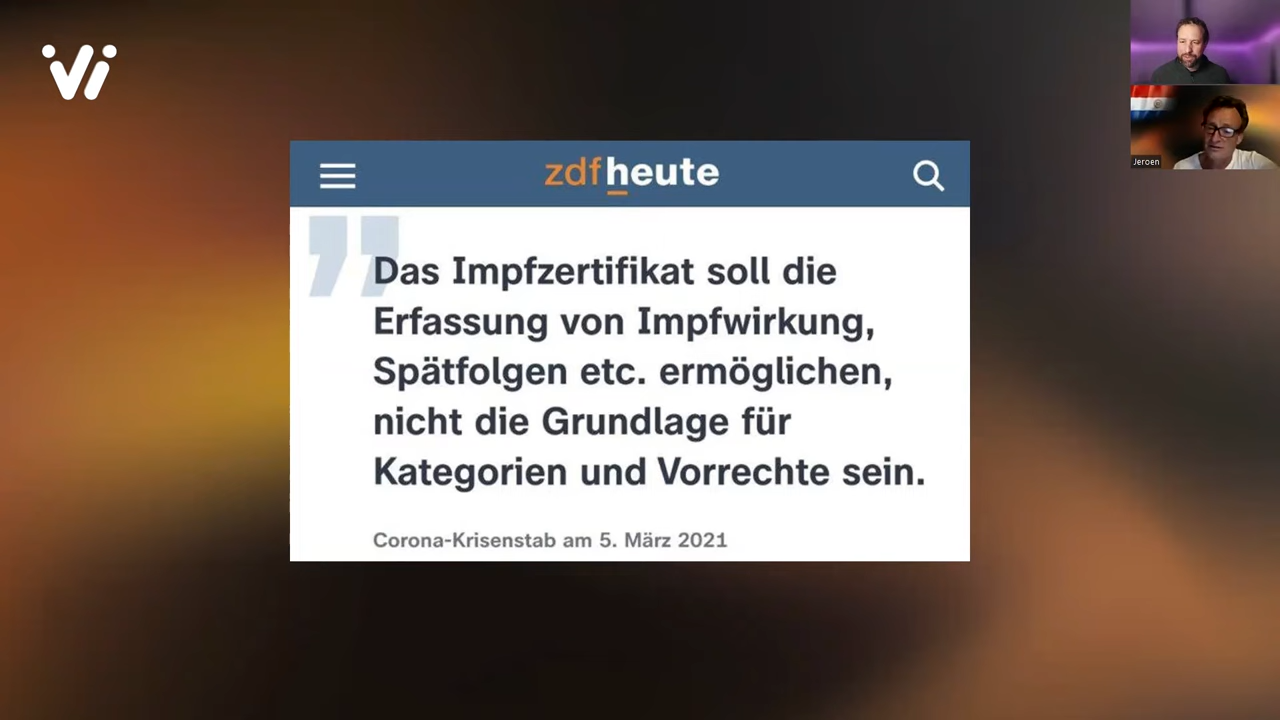 zdfheute
Das Impfzertifikat soll die
Erfassung von Impfwirkung,
Spätfolgen etc. ermöglichen,
nicht die Grundlage für
Kategorien und Vorrechte sein.
Corona-Krisenstab am 5. März 2021
Jeroen